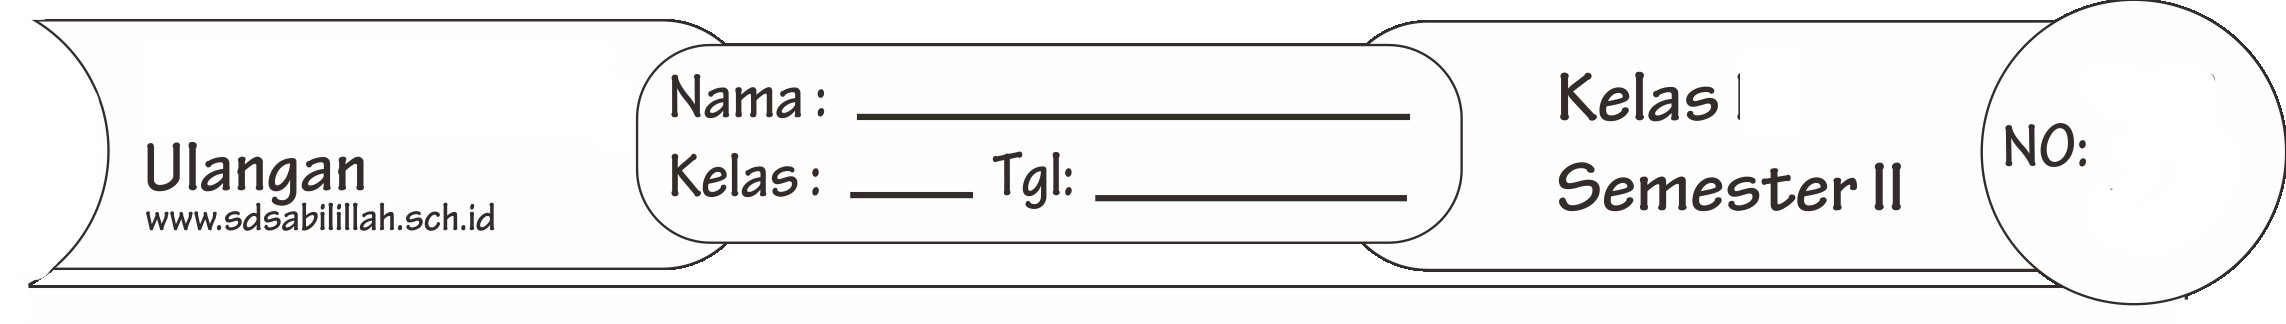 Ulangan
www.sdsabilillah.sch.id
Nama :
Kelas : Tgl:
Kelas I
Semester II
NO: